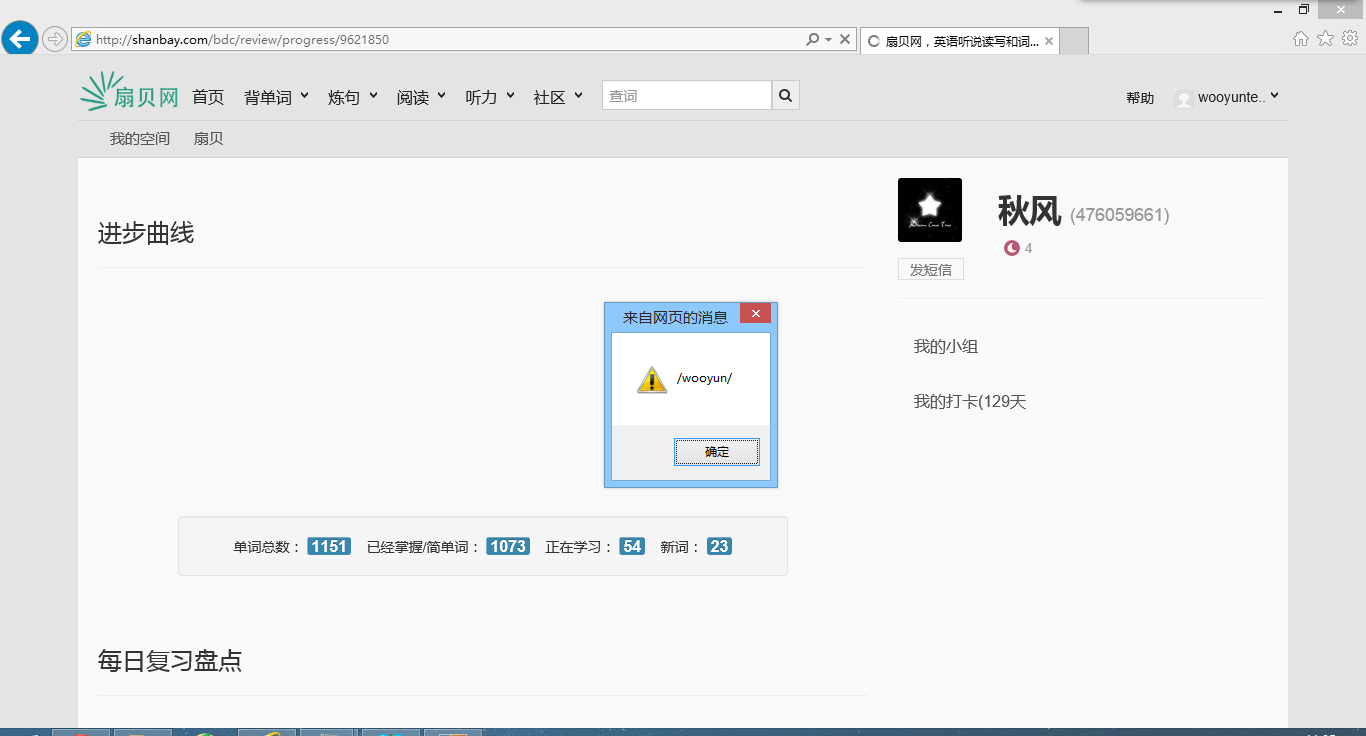 http://shanbay.com/bdc/review/progress/9621850
扇贝网，英语听说读写和词...
扇贝网 首页 背单词 炼句 阅读 听力 社区 查词 帮助 wooyunte..
我的空间 扇贝
秋风 (476059661)
4
发短信
进步曲线
来自网页的消息
/wooyun/
确定
我的小组
我的打卡(129天
单词总数： 1151 已经掌握/简单词： 1073 正在学习： 54 新词： 23
每日复习盘点